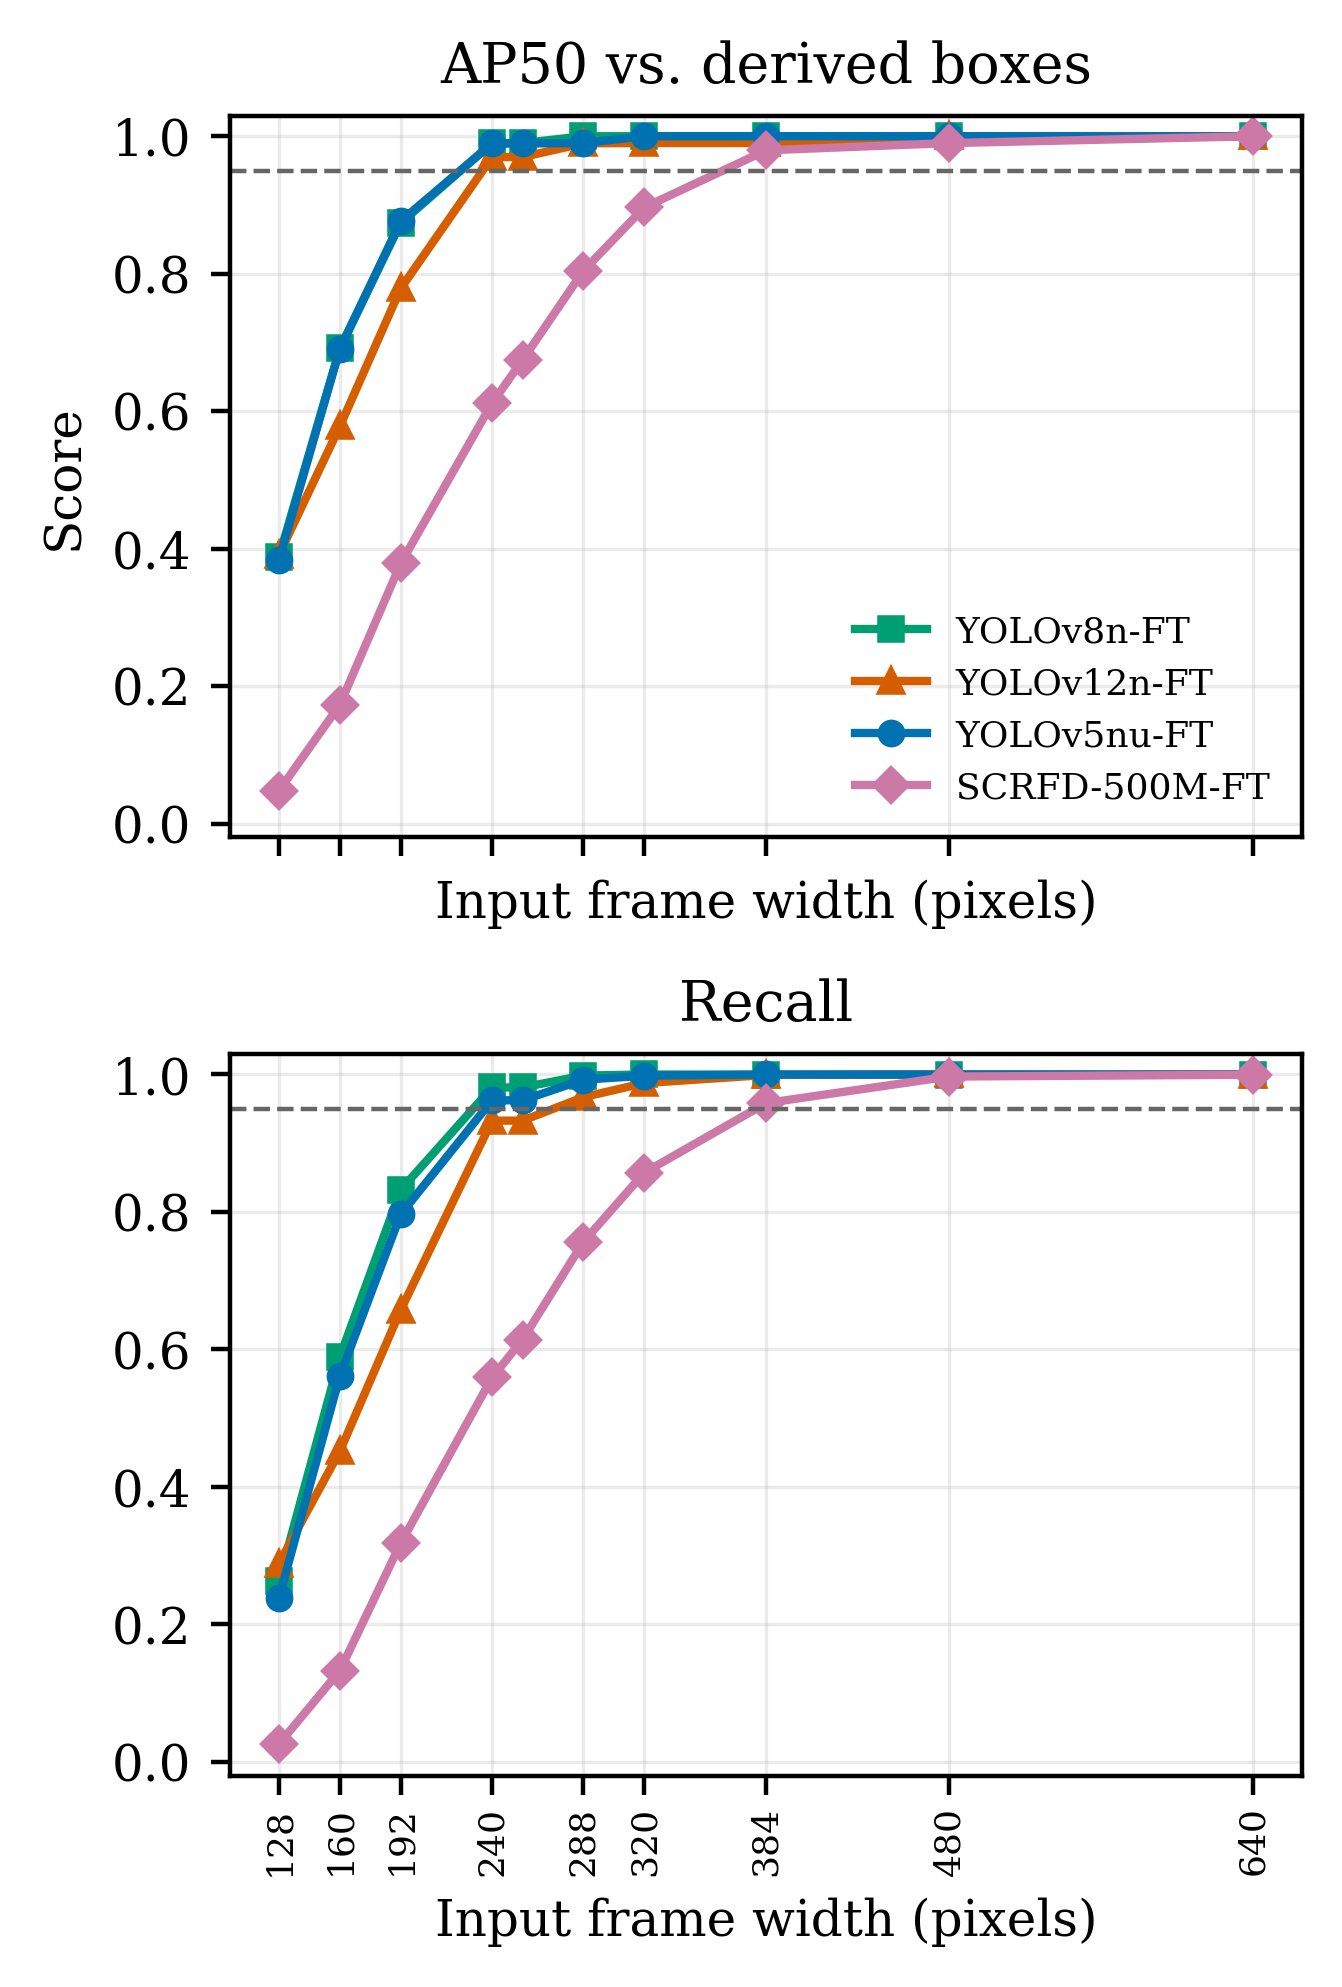 AP50 vs. derived boxes
1.0
0.8
0.6
0.4
0.2
0.0
Score
YOLOv8n-FT
YOLOv12n-FT
YOLOv5nu-FT
SCRFD-500M-FT
Input frame width (pixels)
Recall
1.0
0.8
0.6
0.4
0.2
0.0
128 160 192 240 288 320 384 480 640
Input frame width (pixels)